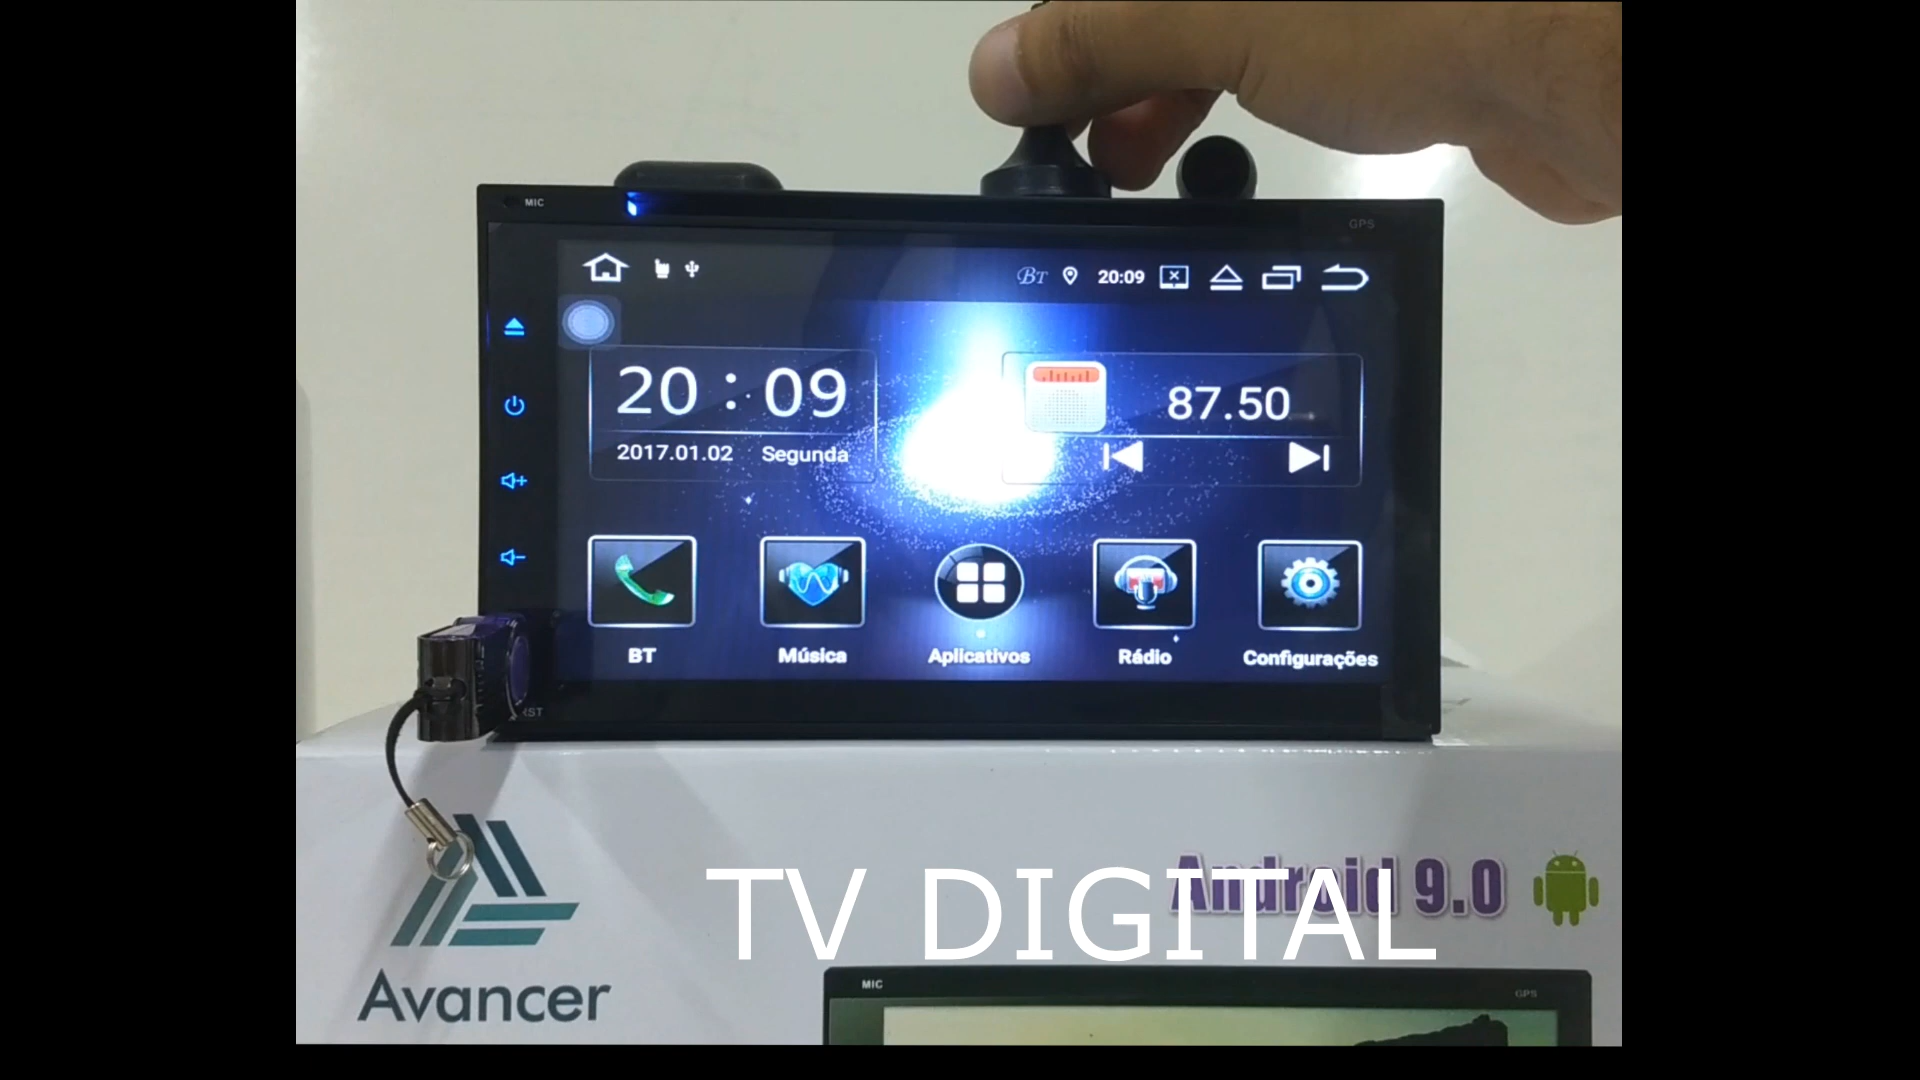 MIC
GPS
BT 20:09
20:09
87.50
2017.01.02 Segunda
BT Música Aplicativos Rádio Configurações
RST
Android 9.0
TV DIGITAL
Avancer
MIC
GPS